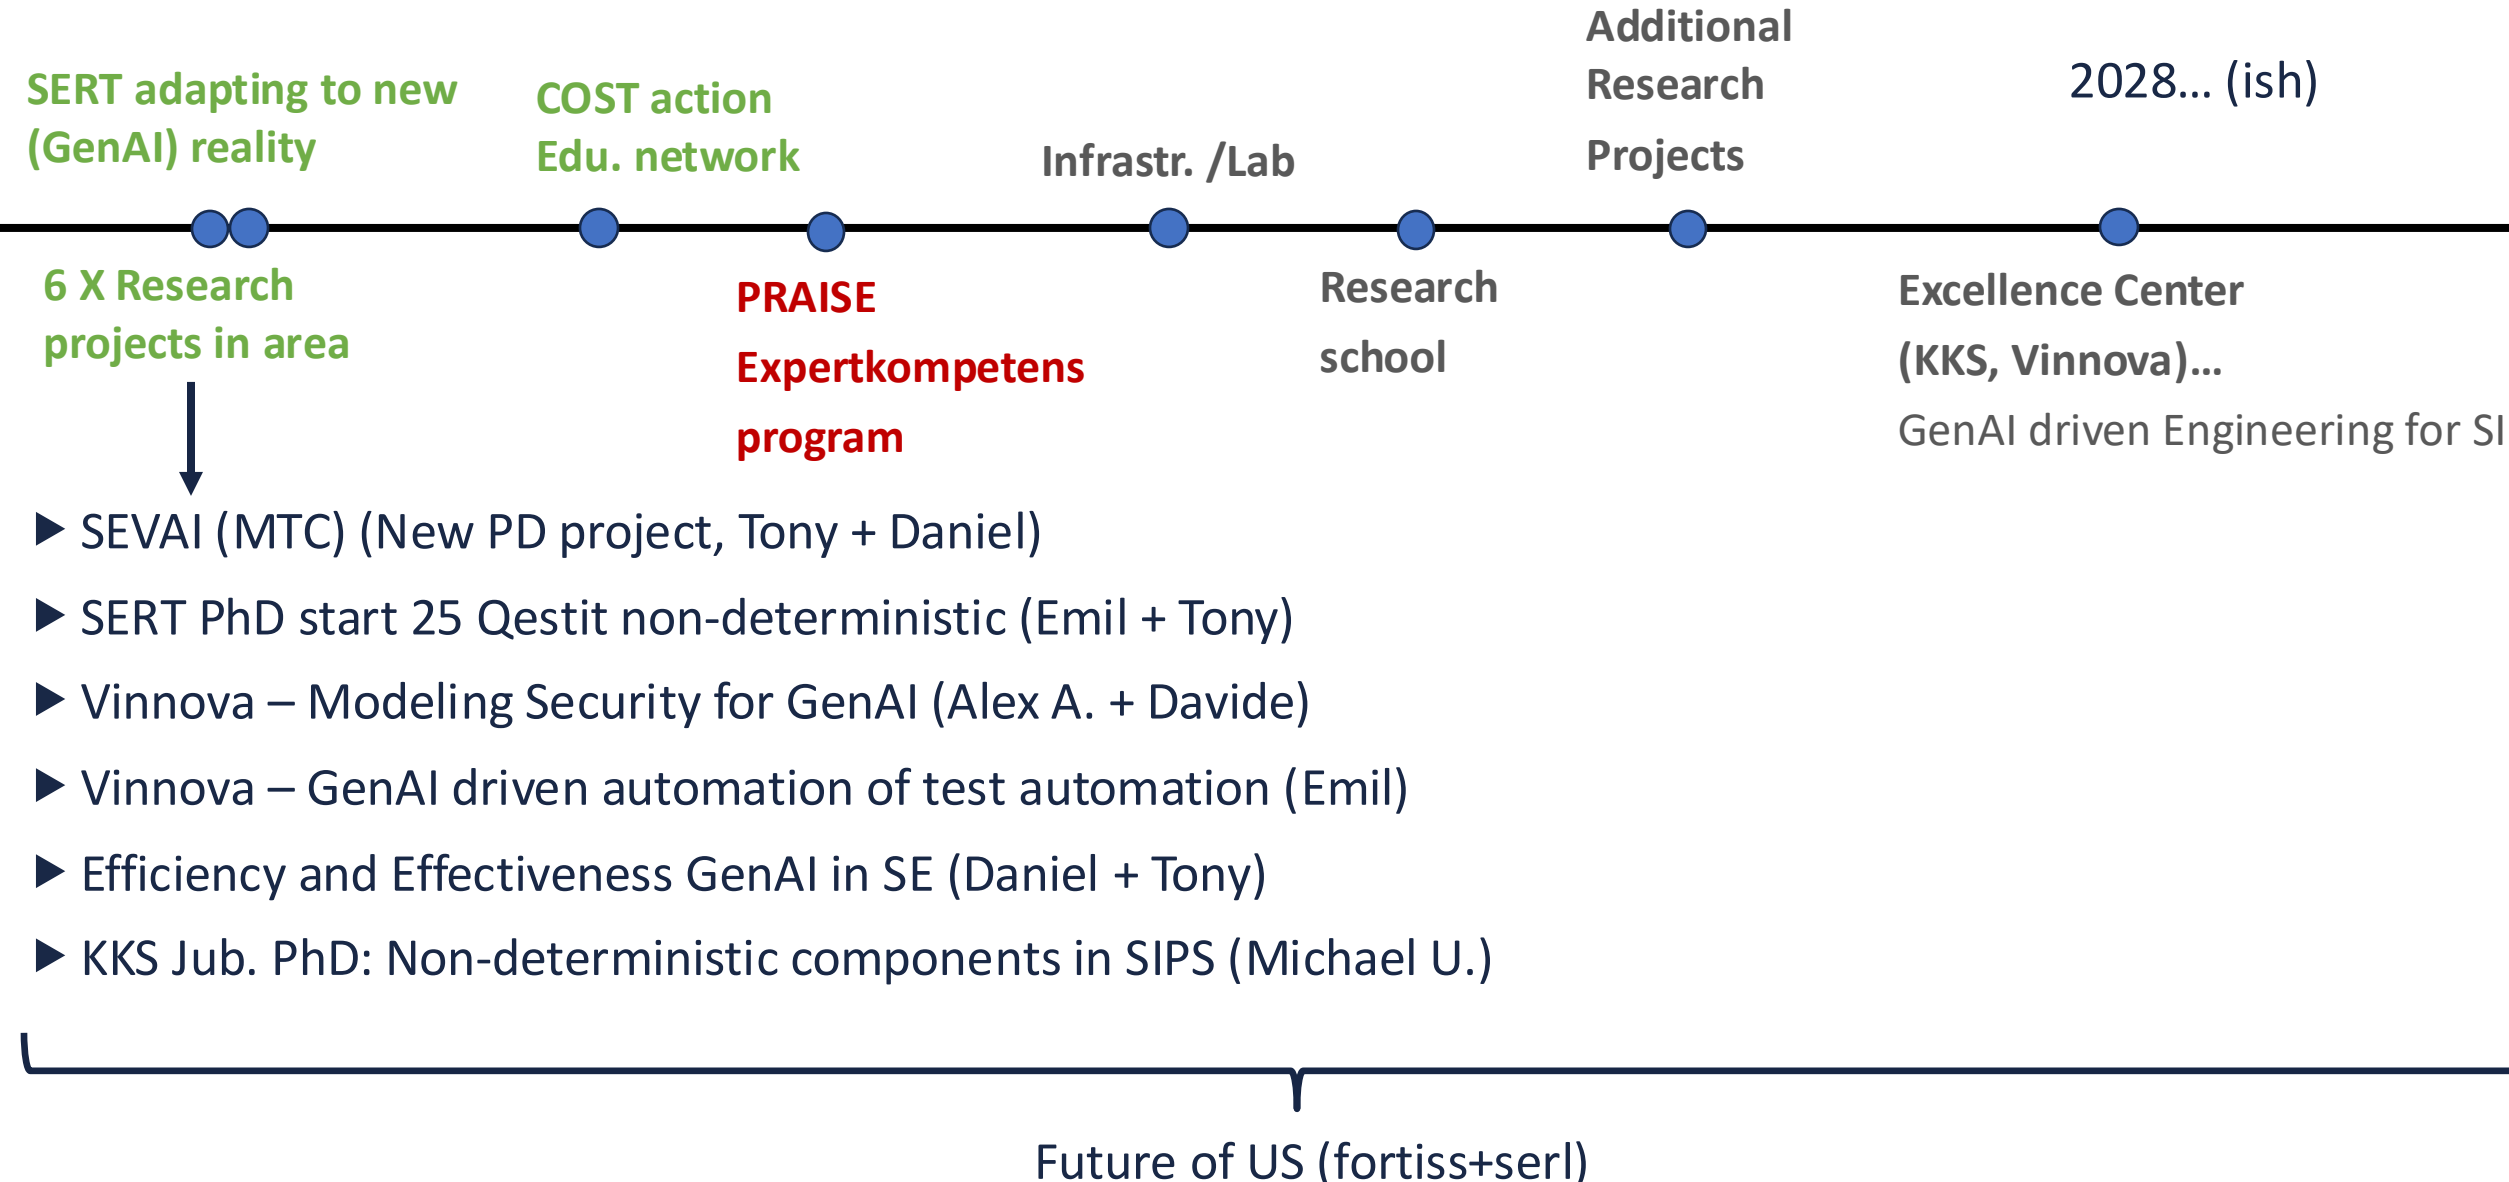 SERT adapting to new
(GenAI) reality
COST action
Edu. network
Infrastr. /Lab
Additional
Research
Projects
2028... (ish)
6 X Research
projects in area
PRAISE
Expertkompetens
program
Research
school
Excellence Center
(KKS, Vinnova)...
GenAI driven Engineering for SI
SEVAI (MTC) (New PD project, Tony + Daniel)
SERT PhD start 25 Qestit non-deterministic (Emil + Tony)
Vinnova – Modeling Security for GenAI (Alex A. + Davide)
Vinnova – GenAI driven automation of test automation (Emil)
Efficiency and Effectiveness GenAI in SE (Daniel + Tony)
KKS Jub. PhD: Non-deterministic components in SIPS (Michael U.)
Future of US (fortiss+serl)